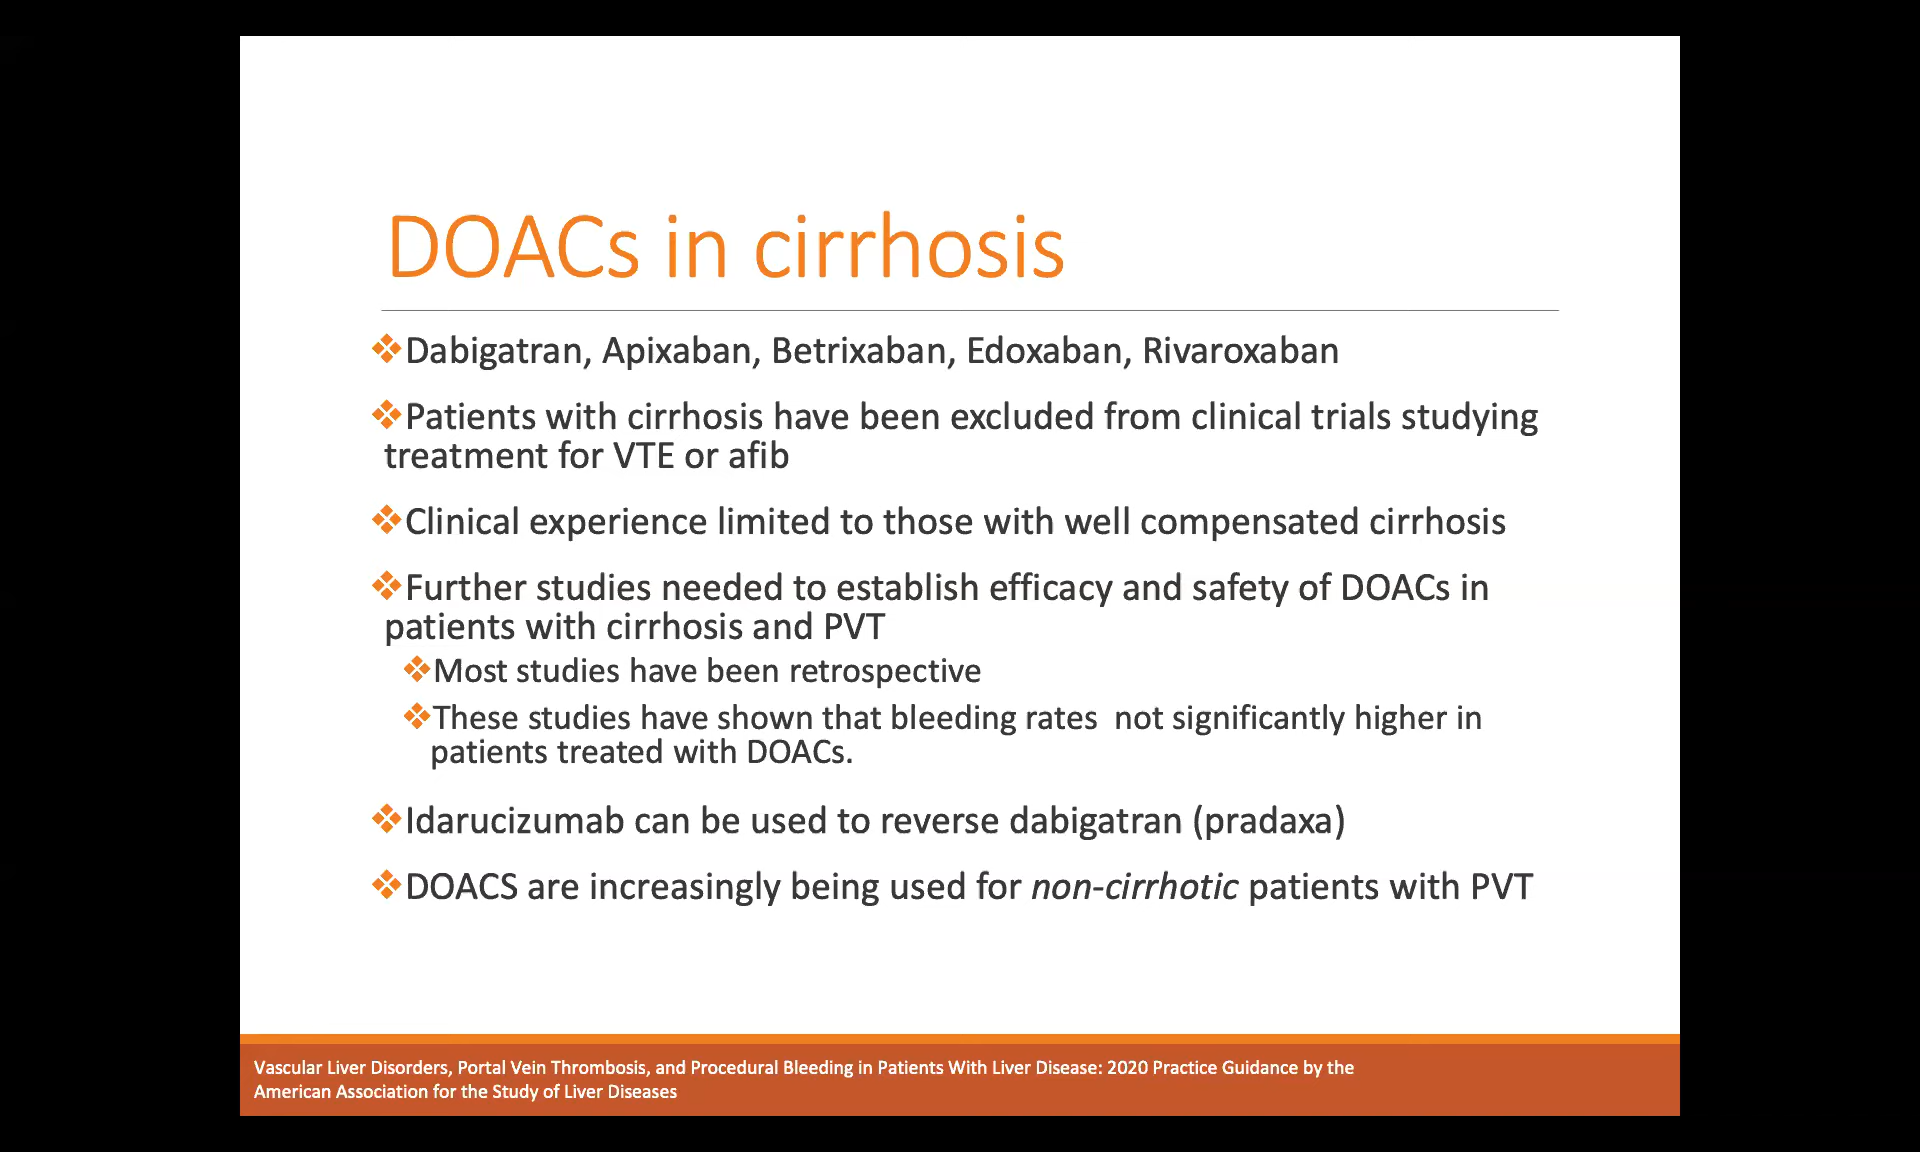 DOACs in cirrhosis
❖Dabigatran, Apixaban, Betrixaban, Edoxaban, Rivaroxaban
❖Patients with cirrhosis have been excluded from clinical trials studying
treatment for VTE or afib
❖Clinical experience limited to those with well compensated cirrhosis
❖Further studies needed to establish efficacy and safety of DOACs in
patients with cirrhosis and PVT
❖Most studies have been retrospective
❖These studies have shown that bleeding rates  not significantly higher in
patients treated with DOACs.
❖Idarucizumab can be used to reverse dabigatran (pradaxa)
❖DOACS are increasingly being used for non-cirrhotic patients with PVT
Vascular Liver Disorders, Portal Vein Thrombosis, and Procedural Bleeding in Patients With Liver Disease: 2020 Practice Guidance by the
American Association for the Study of Liver Diseases